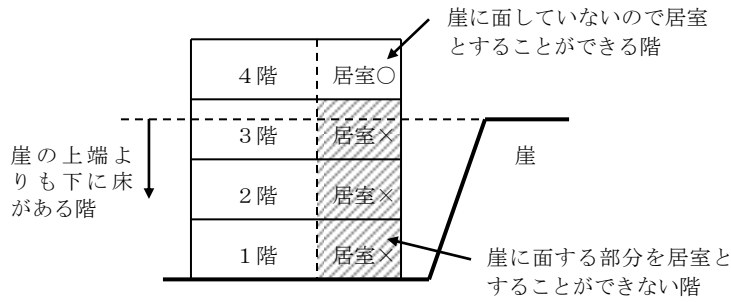 崖に面していないので居室
とすることができる階
4階 居室○
3階 居室×
崖の上端よ
りも下に床
がある階
崖
2階 居室×
1階 居室×
崖に面する部分を居室と
することができない階